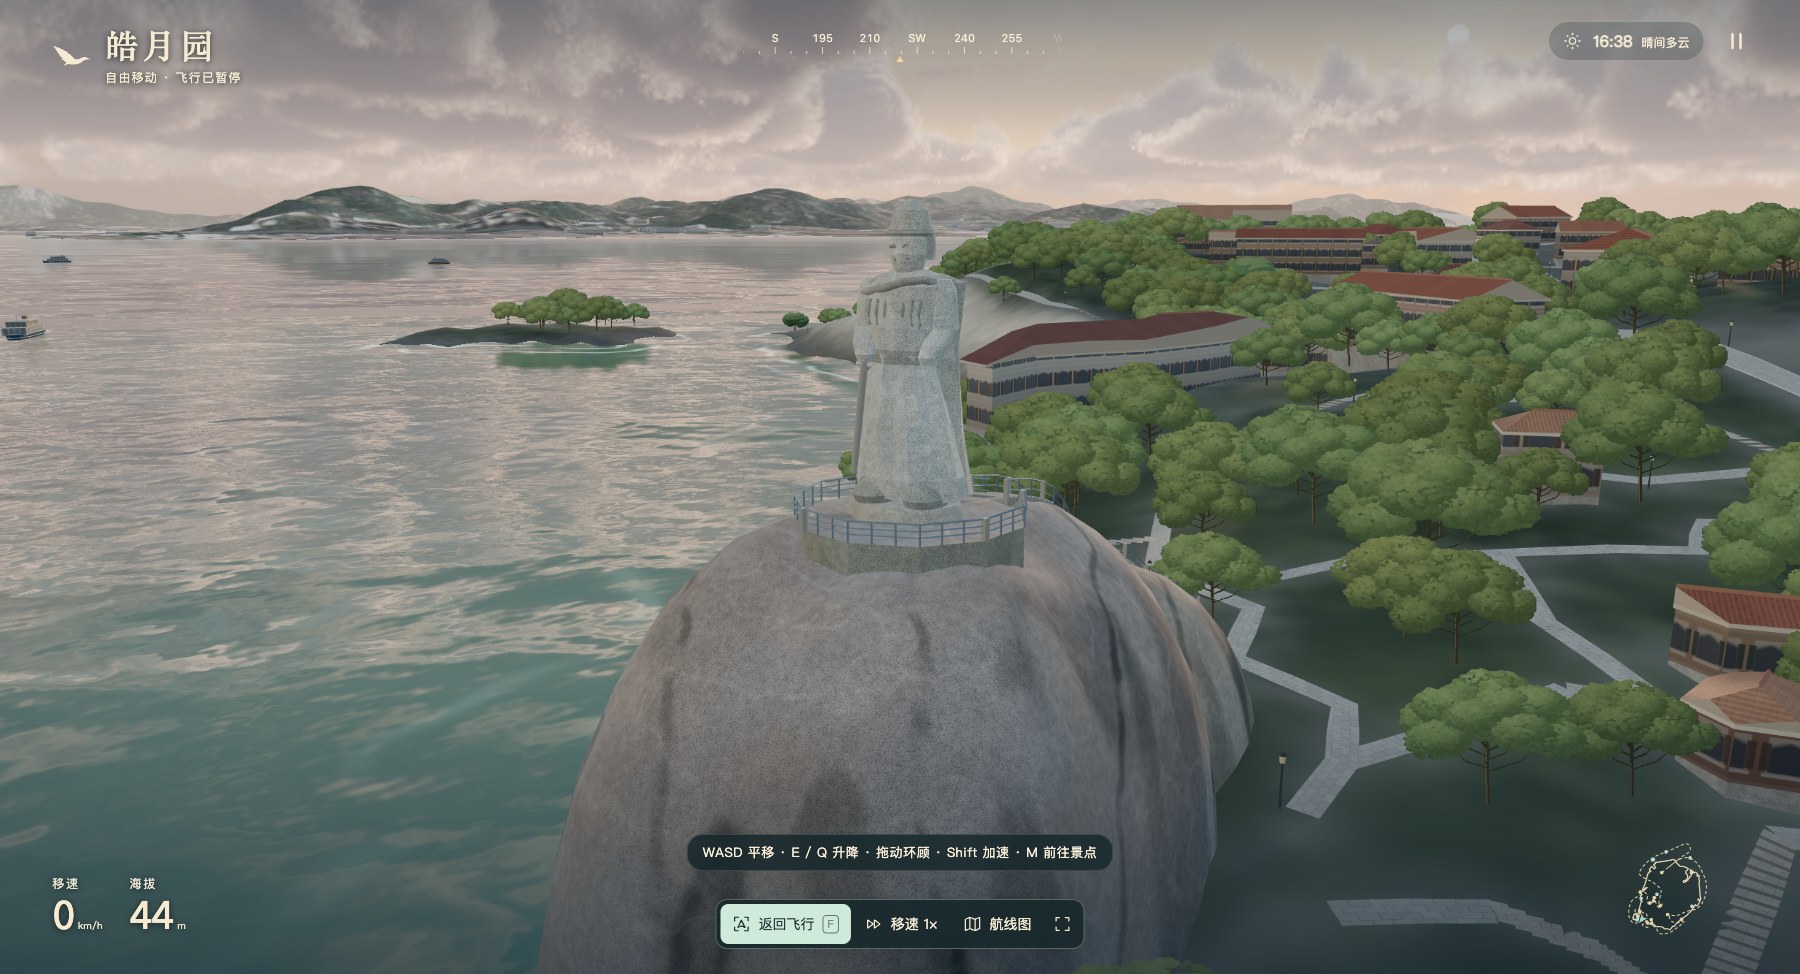 皓月园
自由移动 · 飞行已暂停
S 195 210 SW 240 255 W
16:38 晴间多云
WASD 平移 · E / Q 升降 · 拖动环顾 · Shift 加速 · M 前往景点
移速 海拔
0 km/h 44 m
返回飞行 F 移速 1x 航线图